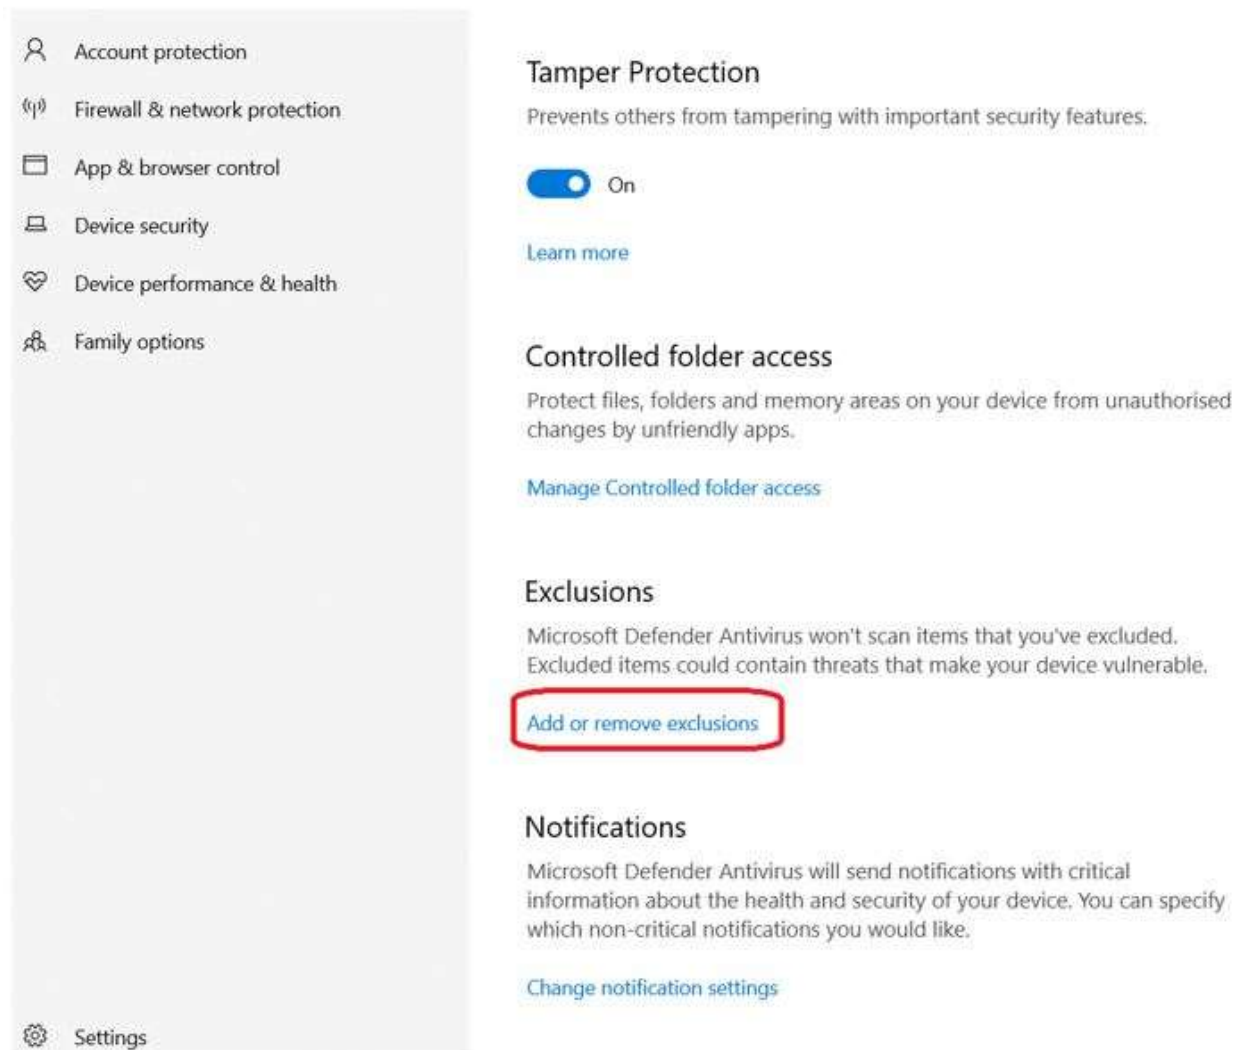 Account protection
Firewall & network protection
App & browser control
Device security
Device performance & health
Family options
Settings
Tamper Protection
Prevents others from tampering with important security features.
On
Learn more
Controlled folder access
Protect files, folders and memory areas on your device from unauthorised
changes by unfriendly apps.
Manage Controlled folder access
Exclusions
Microsoft Defender Antivirus won't scan items that you've excluded.
Excluded items could contain threats that make your device vulnerable.
Add or remove exclusions
Notifications
Microsoft Defender Antivirus will send notifications with critical
information about the health and security of your device. You can specify
which non-critical notifications you would like.
Change notification settings